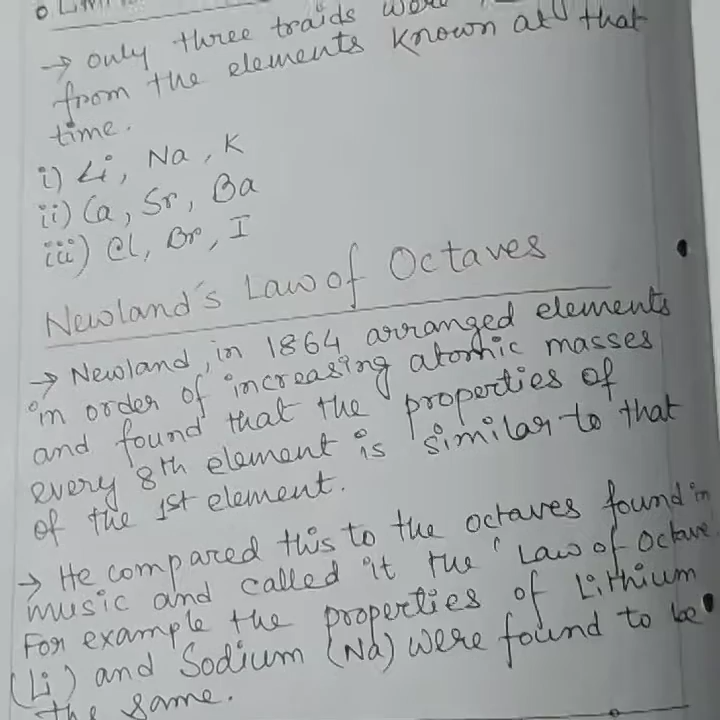 → only three traids were
from the elements known at that
time.
i) Li, Na, K
ii) Ca, Sr, Ba
iii) Cl, Br, I
Newland's Law of Octaves
→ Newland, in 1864 arranged elements
in order of increasing atomic masses
and found that the properties of
every 8th element is similar to that
of the 1st element.
→ He compared this to the octaves found in
music and called it the 'Law of Octave
For example the properties of Lithium
(Li) and Sodium (Na) were found to be
the same.